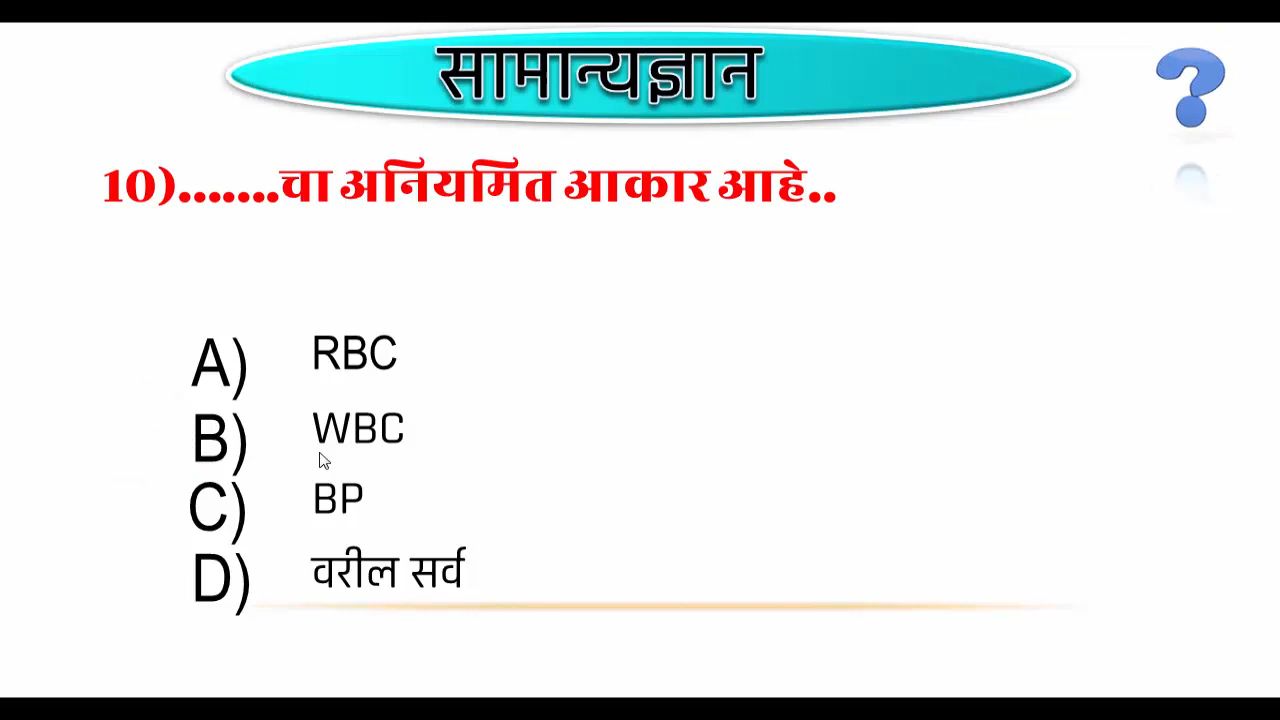 सामान्यज्ञान
10).......चा अनियमित आकार आहे..
A) RBC
B) WBC
C) BP
D) वरील सर्व